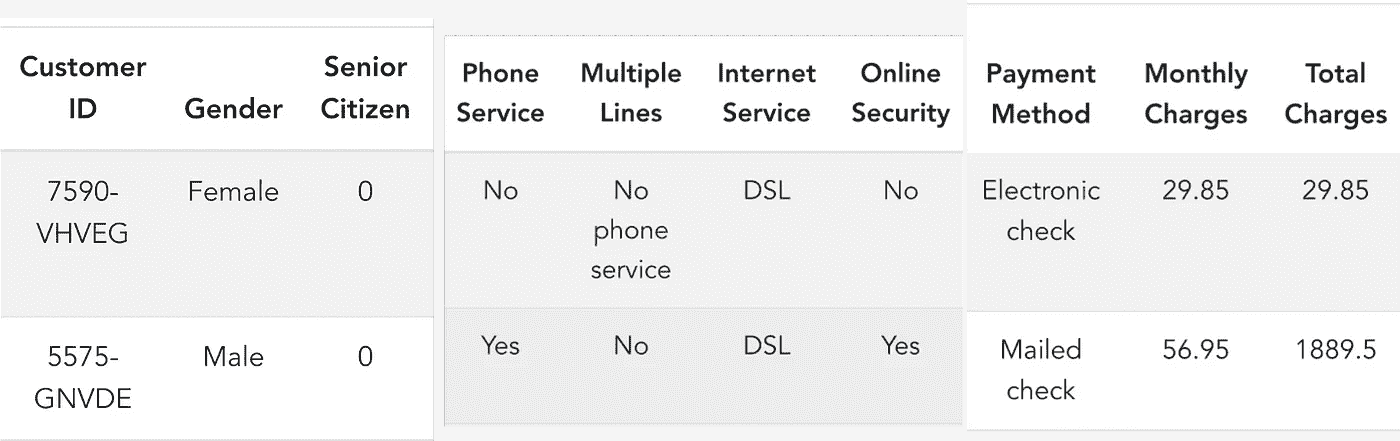 Customer ID Gender Senior Citizen Phone Service Multiple Lines Internet Service Online Security Payment Method Monthly Charges Total Charges
7590-VHVEG Female 0 No No phone service DSL No Electronic check 29.85 29.85
5575-GNVDE Male 0 Yes No DSL Yes Mailed check 56.95 1889.5